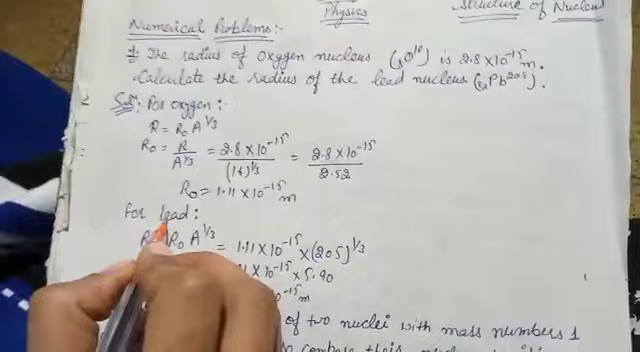 Physics
Structure of Nucleus
Numerical Problems:-
1. The radius of Oxygen nucleus (₈O¹⁶) is 2.8 × 10⁻¹⁵ m.
Calculate the radius of the lead nucleus (₈₂Pb²⁰⁵).
Sol: For oxygen:-
R = R₀ A^1/3
R₀ = R / A^1/3 = 2.8 × 10⁻¹⁵ / (16)^1/3 = 2.8 × 10⁻¹⁵ / 2.52
R₀ = 1.11 × 10⁻¹⁵ m
For lead:
R R₀ A^1/3 = 1.11 × 10⁻¹⁵ × (205)^1/3
× 10⁻¹⁵ × 5.90
10⁻¹⁵ m
of two nuclei with mass numbers 1
compare their